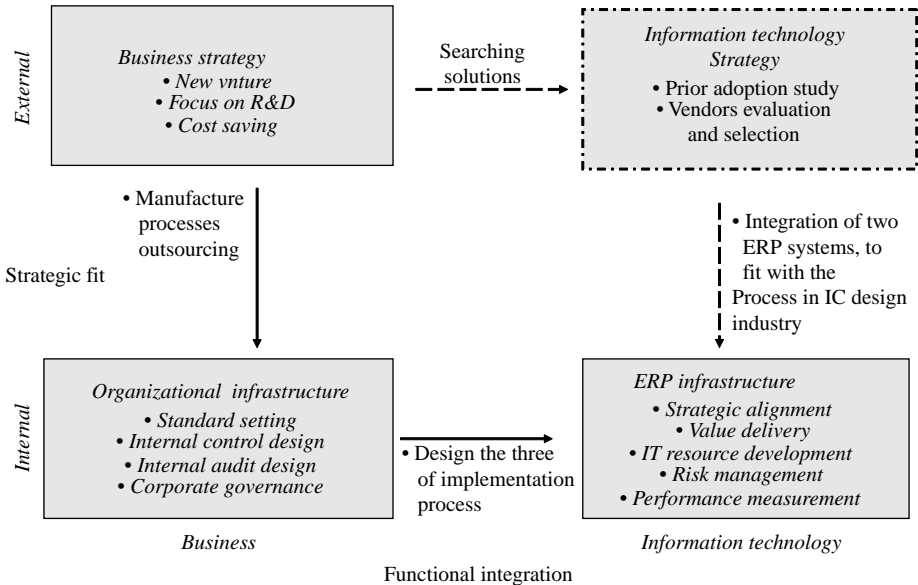 External
Business strategy
• New vnture
• Focus on R&D
• Cost saving
Searching
solutions
Information technology
Strategy
• Prior adoption study
• Vendors evaluation
and selection
• Manufacture
processes
outsourcing
Strategic fit
• Integration of two
ERP systems, to
fit with the
Process in IC design
industry
Internal
Organizational infrastructure
• Standard setting
• Internal control design
• Internal audit design
• Corporate governance
• Design the three
of implementation
process
ERP infrastructure
• Strategic alignment
• Value delivery
• IT resource development
• Risk management
• Performance measurement
Business
Information technology
Functional integration